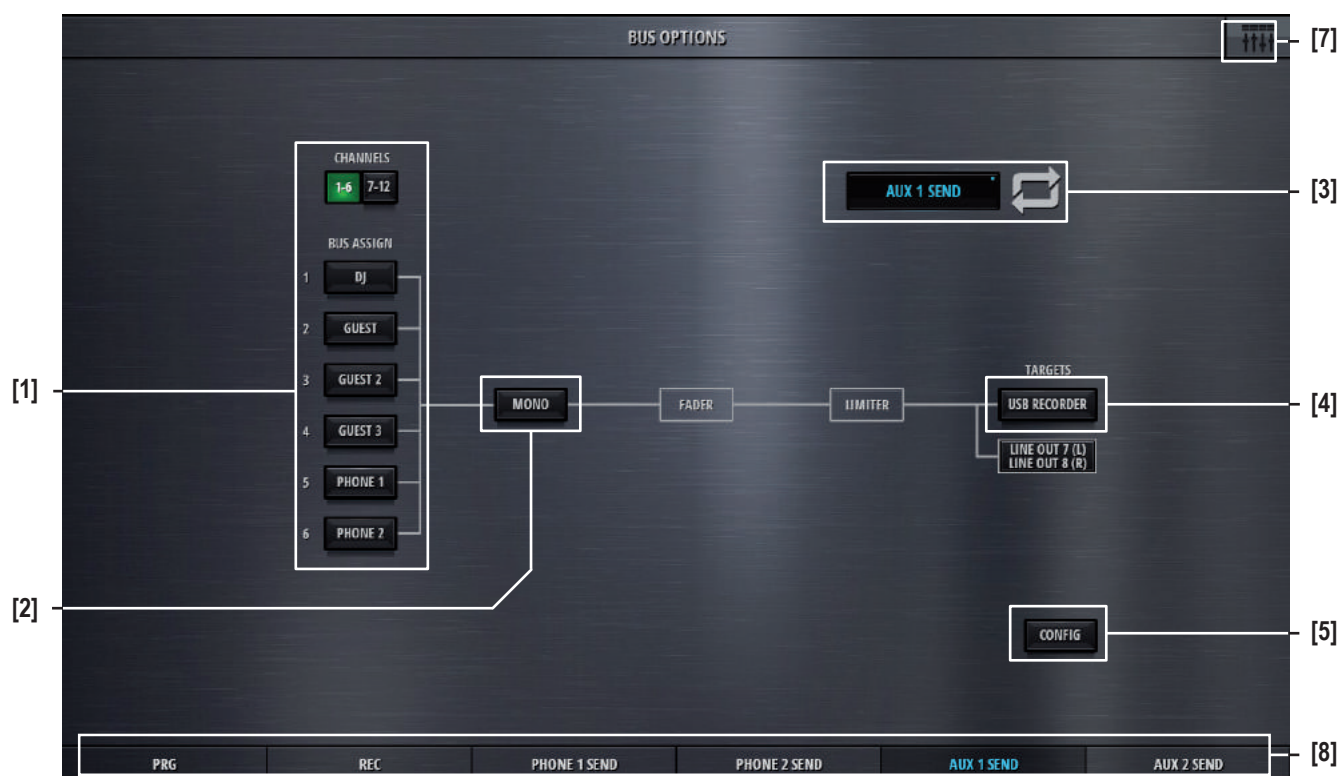 BUS OPTIONS
[7]
CHANNELS
1-6 7-12
AUX 1 SEND
[3]
BUS ASSIGN
1 DJ
2 GUEST
3 GUEST 2
4 GUEST 3
5 PHONE 1
6 PHONE 2
[1]
MONO
FADER
LIMITER
TARGETS
USB RECORDER
[4]
LINE OUT 7 (L)
LINE OUT 8 (R)
[2]
CONFIG
[5]
PRG REC PHONE 1 SEND PHONE 2 SEND AUX 1 SEND AUX 2 SEND
[8]